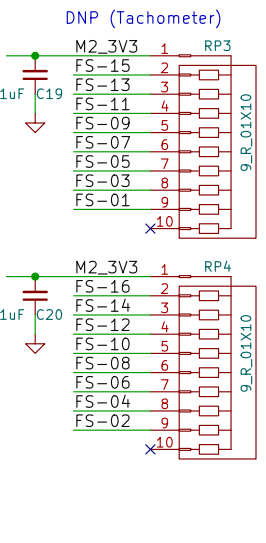 DNP (Tachometer)
M2_3V3 1 RP3
FS-15 2
FS-13 3
1uF C19
FS-11 4
FS-09 5
FS-07 6
FS-05 7
FS-03 8
FS-01 9
10
9_R_01X10
M2_3V3 1 RP4
FS-16 2
FS-14 3
1uF C20
FS-12 4
FS-10 5
FS-08 6
FS-06 7
FS-04 8
FS-02 9
10
9_R_01X10